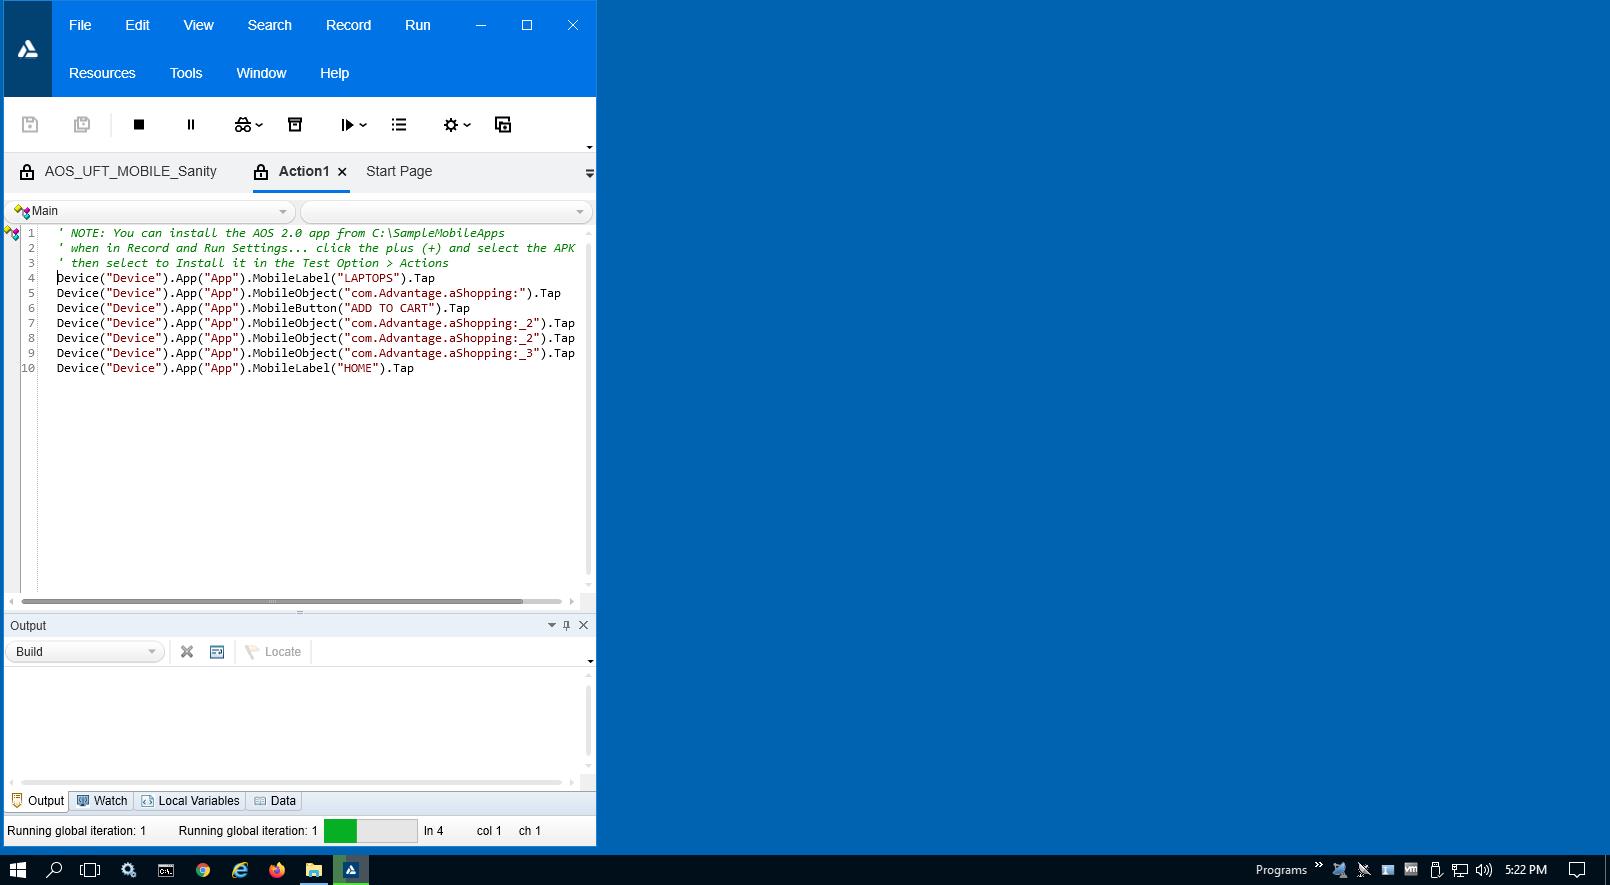 File Edit View Search Record Run
Resources Tools Window Help
AOS_UFT_MOBILE_Sanity Action1 Start Page
Main
1 ' NOTE: You can install the AOS 2.0 app from C:\SampleMobileApps
2 ' when in Record and Run Settings... click the plus (+) and select the APK
3 ' then select to Install it in the Test Option > Actions
4 Device("Device").App("App").MobileLabel("LAPTOPS").Tap
5 Device("Device").App("App").MobileObject("com.Advantage.aShopping:").Tap
6 Device("Device").App("App").MobileButton("ADD TO CART").Tap
7 Device("Device").App("App").MobileObject("com.Advantage.aShopping:_2").Tap
8 Device("Device").App("App").MobileObject("com.Advantage.aShopping:_2").Tap
9 Device("Device").App("App").MobileObject("com.Advantage.aShopping:_3").Tap
10 Device("Device").App("App").MobileLabel("HOME").Tap
Output
Build Locate
Output Watch Local Variables Data
Running global iteration: 1 Running global iteration: 1 ln 4 col 1 ch 1
Programs » 5:22 PM